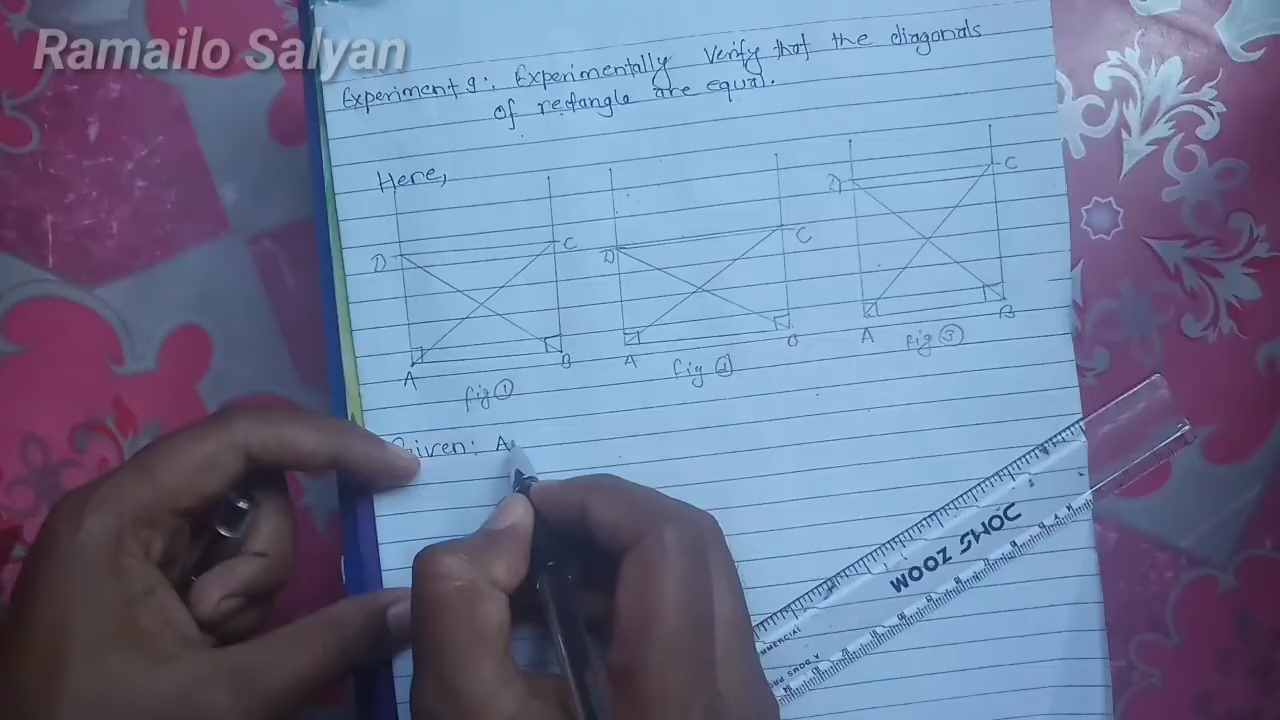 Ramailo Salyan
Experiment 9: Experimentally Verify that the diagonals
of rectangle are equal.
Here,
D C
A B
fig ①
D C
A B
fig ②
D C
A B
fig ③
Given: A
JOMS ZOOM